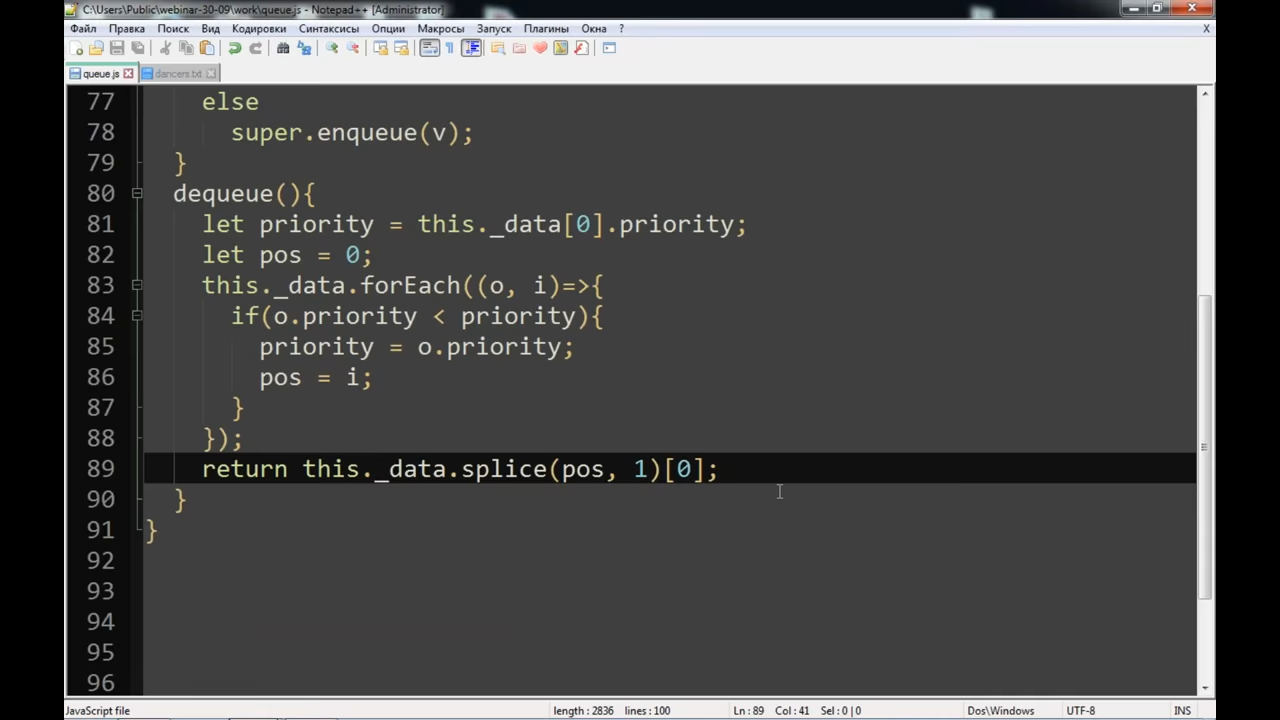 C:\Users\Public\webinar-30-09\work\queue.js - Notepad++ [Administrator]
Файл Правка Поиск Вид Кодировки Синтаксисы Опции Макросы Запуск Плагины Окна ? X
queue.js dancers.txt
77 else
78 super.enqueue(v);
79 }
80 dequeue(){
81 let priority = this._data[0].priority;
82 let pos = 0;
83 this._data.forEach((o, i)=>{
84 if(o.priority < priority){
85 priority = o.priority;
86 pos = i;
87 }
88 });
89 return this._data.splice(pos, 1)[0];
90 }
91 }
92
93
94
95
96
JavaScript file length : 2836 lines : 100 Ln : 89 Col : 41 Sel : 0 | 0 Dos\Windows UTF-8 INS